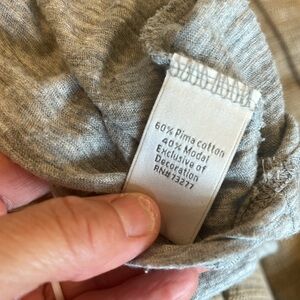 60% Pima cotton
40% Modal
Exclusive of
Decoration
RN# 73277